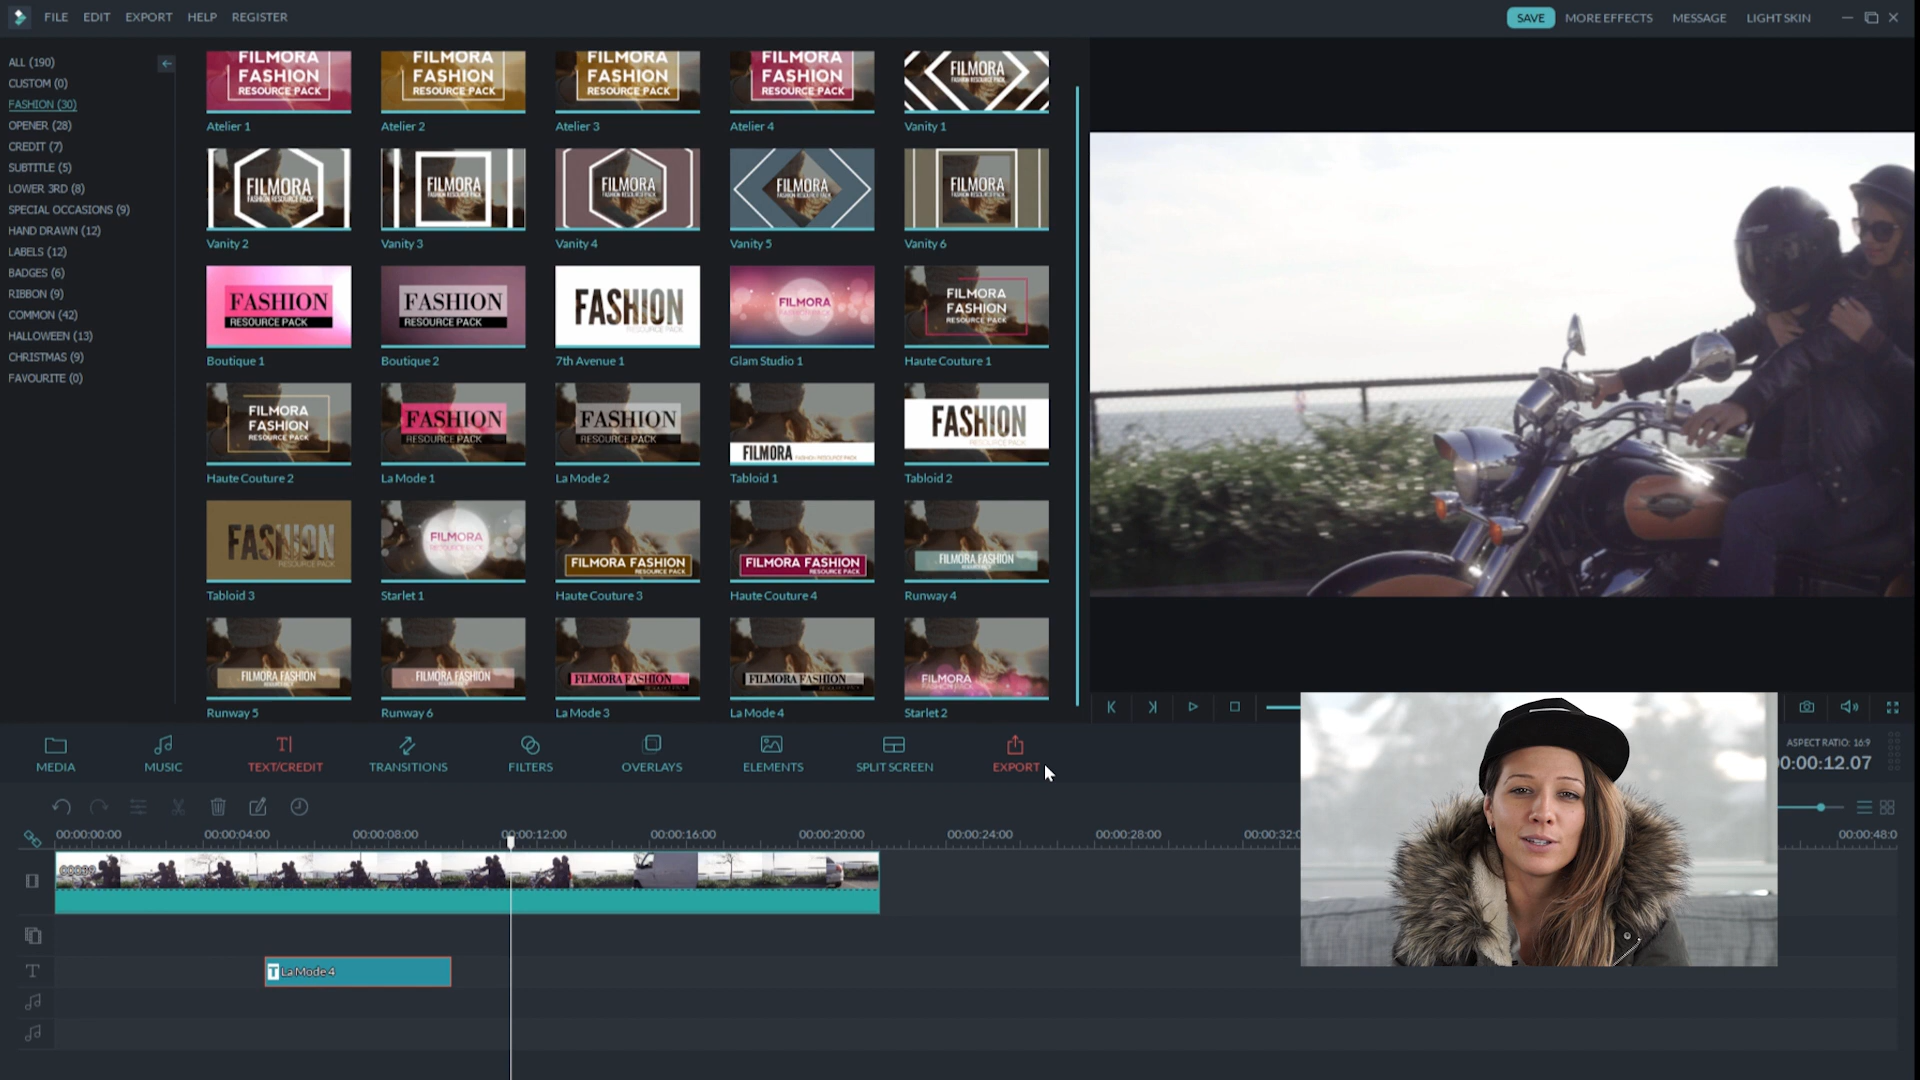 FILE EDIT EXPORT HELP REGISTER
SAVE MORE EFFECTS MESSAGE LIGHT SKIN
ALL (190)
CUSTOM (0)
FASHION (30)
OPENER (28)
CREDIT (7)
SUBTITLE (5)
LOWER 3RD (8)
SPECIAL OCCASIONS (9)
HAND DRAWN (12)
LABELS (12)
BADGES (6)
RIBBON (9)
COMMON (42)
HALLOWEEN (13)
CHRISTMAS (9)
FAVOURITE (0)
FILMORA FILMORA FILMORA FILMORA
FASHION FASHION FASHION FASHION FILMORA
RESOURCE PACK RESOURCE PACK RESOURCE PACK RESOURCE PACK
Atelier 1 Atelier 2 Atelier 3 Atelier 4 Vanity 1
FILMORA FILMORA FILMORA FILMORA FILMORA
FASHION RESOURCE PACK FASHION RESOURCE PACK FASHION RESOURCE PACK FASHION RESOURCE PACK FASHION RESOURCE PACK
Vanity 2 Vanity 3 Vanity 4 Vanity 5 Vanity 6
FASHION FASHION FASHION FILMORA FILMORA FASHION
RESOURCE PACK RESOURCE PACK RESOURCE PACK RESOURCE PACK
Boutique 1 Boutique 2 7th Avenue 1 Glam Studio 1 Haute Couture 1
FILMORA FASHION FASHION FASHION FILMORA FASHION
RESOURCE PACK RESOURCE PACK RESOURCE PACK FASHION RESOURCE PACK RESOURCE PACK
Haute Couture 2 La Mode 1 La Mode 2 Tabloid 1 Tabloid 2
FASHION FILMORA FILMORA FASHION FILMORA FASHION FILMORA FASHION
RESOURCE PACK RESOURCE PACK RESOURCE PACK
Tabloid 3 Starlet 1 Haute Couture 3 Haute Couture 4 Runway 4
FILMORA FASHION FILMORA FASHION FILMORA FASHION FILMORA FASHION FILMORA
FASHION PACK
Runway 5 Runway 6 La Mode 3 La Mode 4 Starlet 2
MEDIA MUSIC TEXT/CREDIT TRANSITIONS FILTERS OVERLAYS ELEMENTS SPLIT SCREEN EXPORT
ASPECT RATIO: 16:9
0:00:12.07
00:00:00:00 00:00:04:00 00:00:08:00 00:00:12:00 00:00:16:00 00:00:20:00 00:00:24:00 00:00:28:00 00:00:32:0 00:00:48:0
T La Mode 4